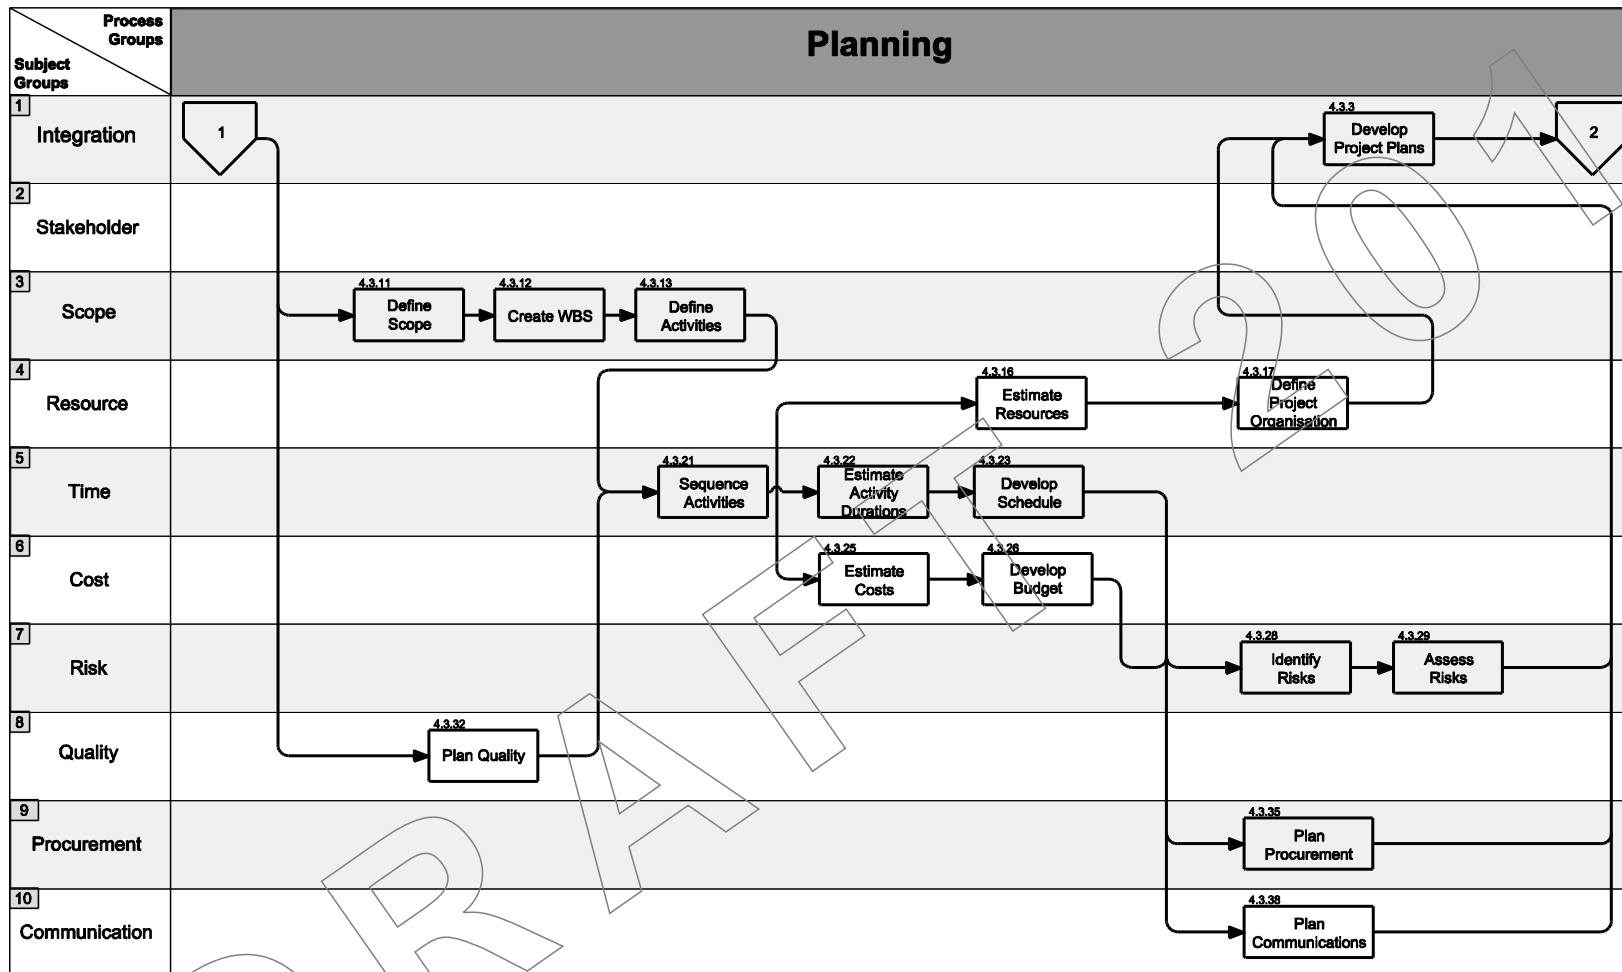 Process
Groups
Subject
Groups
Planning
1
Integration
1
4.3.3
Develop
Project Plans
2
2
Stakeholder
3
Scope
4.3.11
Define
Scope
4.3.12
Create WBS
4.3.13
Define
Activities
4
Resource
4.3.16
Estimate
Resources
4.3.17
Define
Project
Organisation
5
Time
4.3.21
Sequence
Activities
4.3.22
Estimate
Activity
Durations
4.3.23
Develop
Schedule
6
Cost
4.3.25
Estimate
Costs
4.3.26
Develop
Budget
7
Risk
4.3.28
Identify
Risks
4.3.29
Assess
Risks
8
Quality
4.3.32
Plan Quality
9
Procurement
4.3.35
Plan
Procurement
10
Communication
4.3.38
Plan
Communications
DRAFT 201